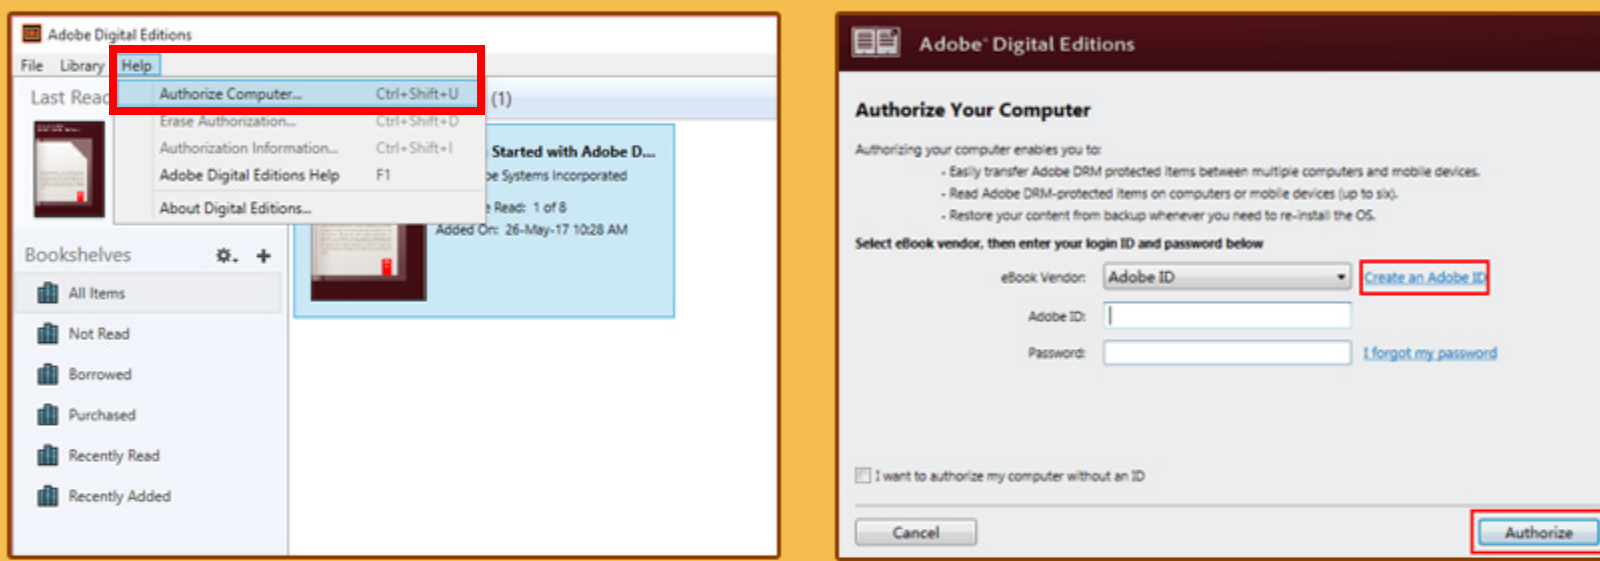 Adobe Digital Editions
File Library Help
Last Read
Authorize Computer... Ctrl+Shift+U
(1)
Erase Authorization... Ctrl+Shift+D
Authorization Information... Ctrl+Shift+I
Started with Adobe D...
Adobe Digital Editions Help F1
be Systems Incorporated
About Digital Editions...
e Read: 1 of 8
Added On: 26-May-17 10:28 AM
Bookshelves
All Items
Not Read
Borrowed
Purchased
Recently Read
Recently Added
Adobe® Digital Editions
Authorize Your Computer
Authorizing your computer enables you to:
- Easily transfer Adobe DRM protected items between multiple computers and mobile devices.
- Read Adobe DRM-protected items on computers or mobile devices (up to six).
- Restore your content from backup whenever you need to re-install the OS.
Select eBook vendor, then enter your login ID and password below
eBook Vendor: Adobe ID Create an Adobe ID
Adobe ID:
Password: I forgot my password
I want to authorize my computer without an ID
Cancel Authorize